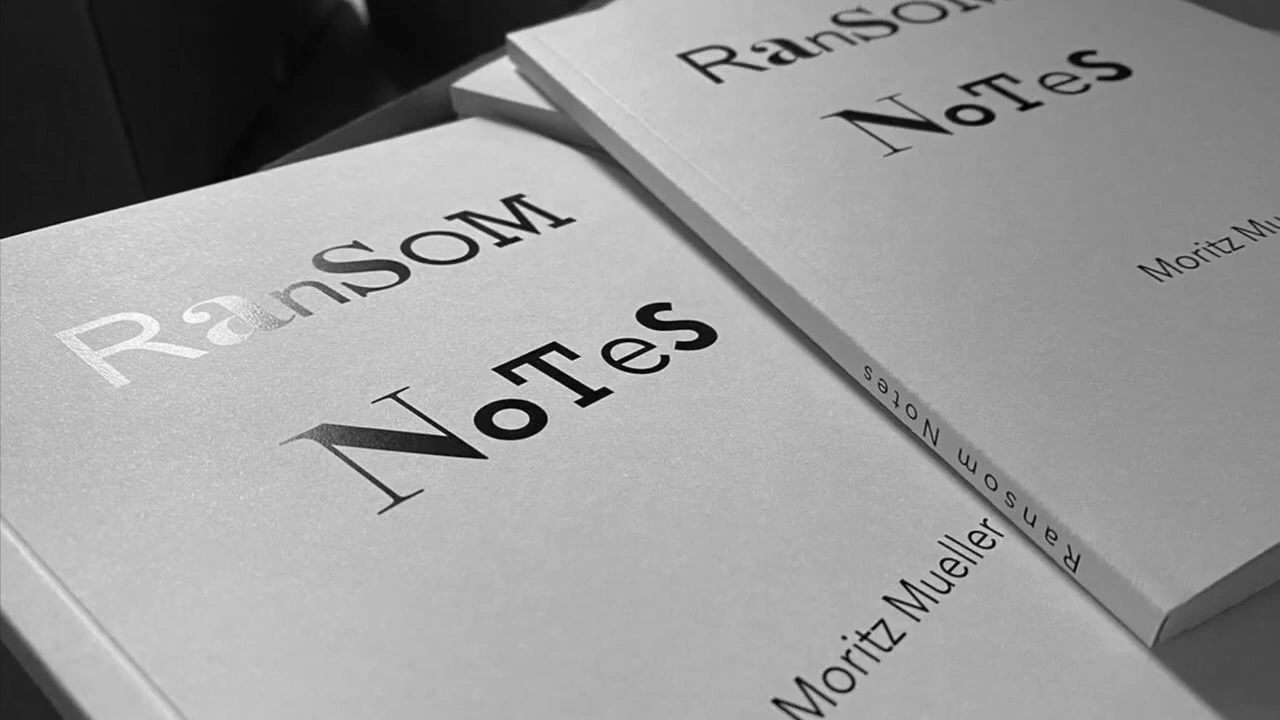 RanSoM
NoTeS
Moritz Mueller
RanSoM
NoTeS
Moritz Mu
Ransom Notes